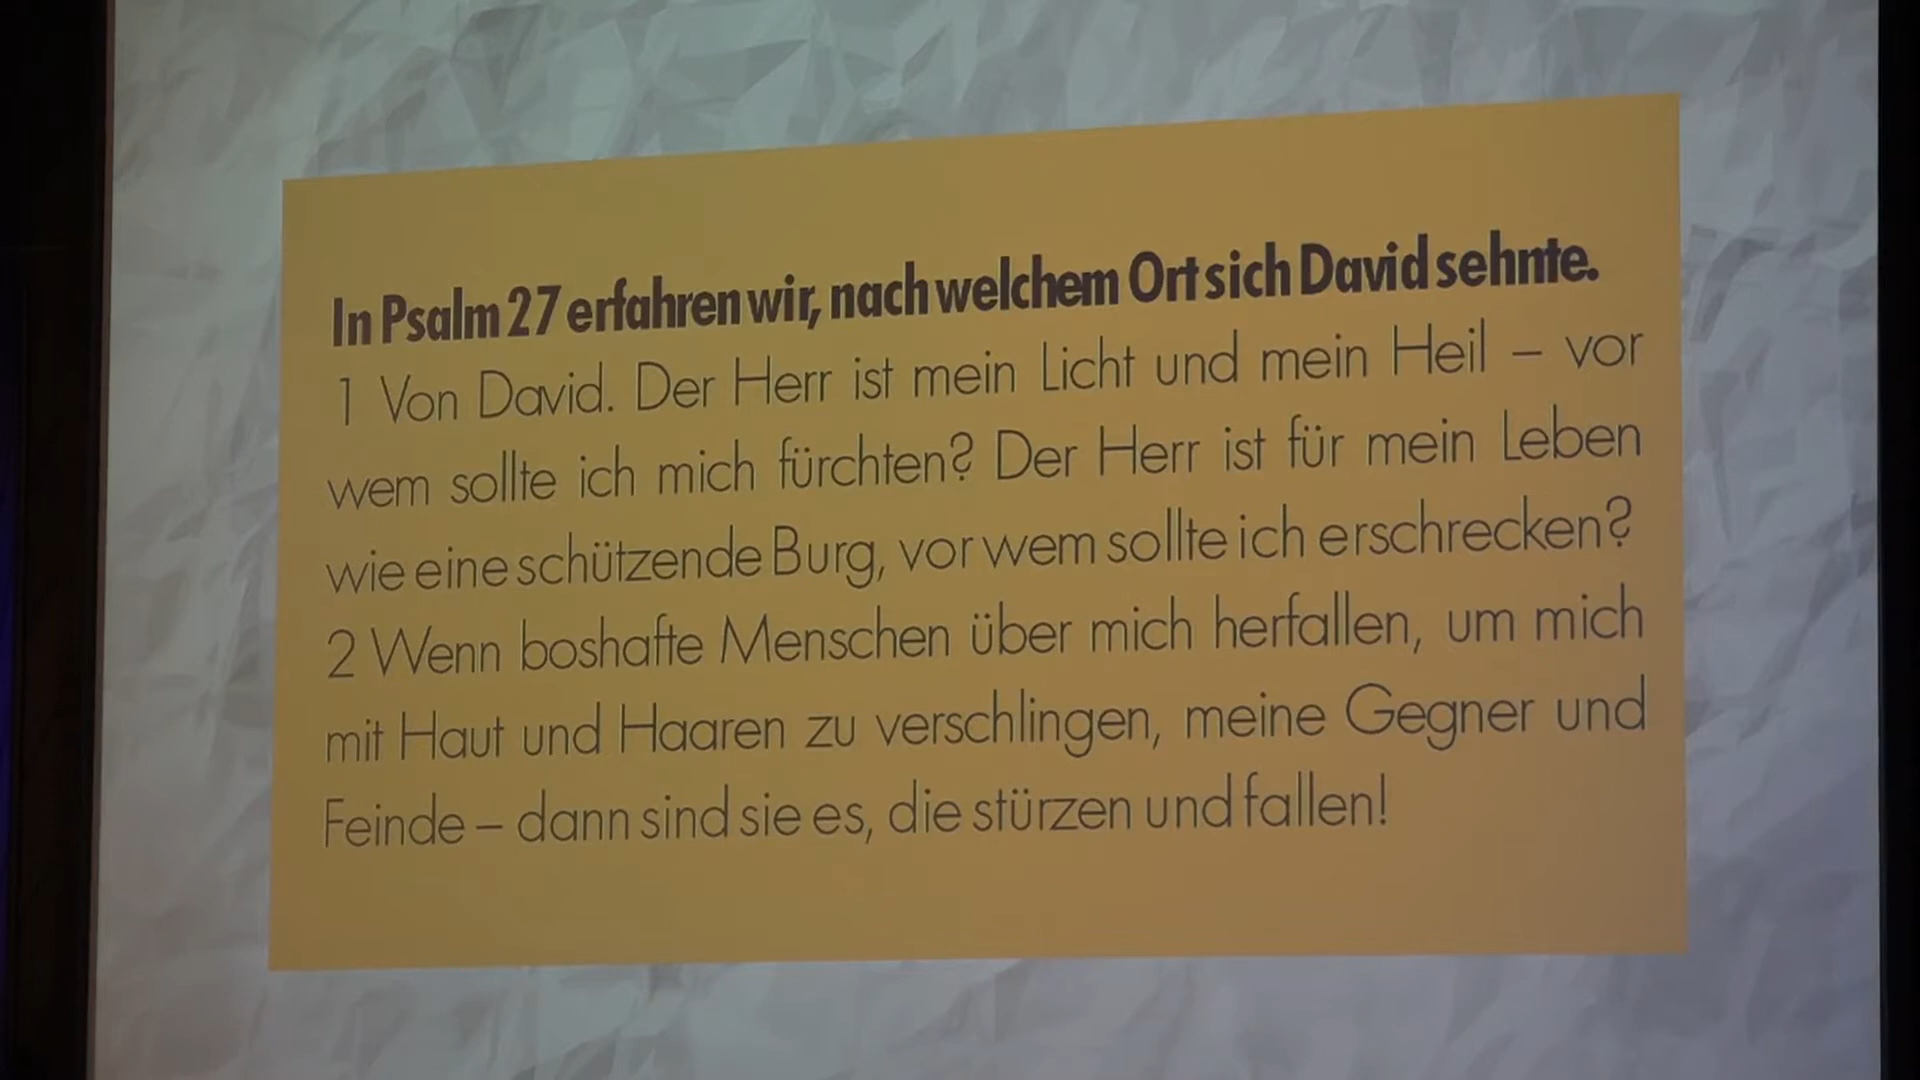 In Psalm 27 erfahren wir, nach welchem Ort sich David sehnte.
1 Von David. Der Herr ist mein Licht und mein Heil – vor
wem sollte ich mich fürchten? Der Herr ist für mein Leben
wie eine schützende Burg, vor wem sollte ich erschrecken?
2 Wenn boshafte Menschen über mich herfallen, um mich
mit Haut und Haaren zu verschlingen, meine Gegner und
Feinde – dann sind sie es, die stürzen und fallen!